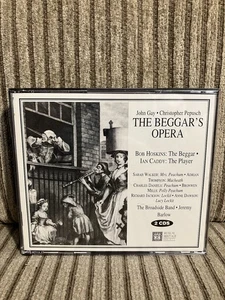 John Gay • Christopher Pepusch
THE BEGGAR'S
OPERA
BOB HOSKINS: The Beggar •
IAN CADDY: The Player
SARAH WALKER: Mrs. Peachum • ADRIAN
THOMPSON: Macheath
CHARLES DANIELS: Peachum • BRONWEN
MILLS: Polly Peachum
RICHARD JACKSON: Lockit • ANNE DAWSON:
Lucy Lockit
The Broadside Band • Jeremy
Barlow
2 CDS